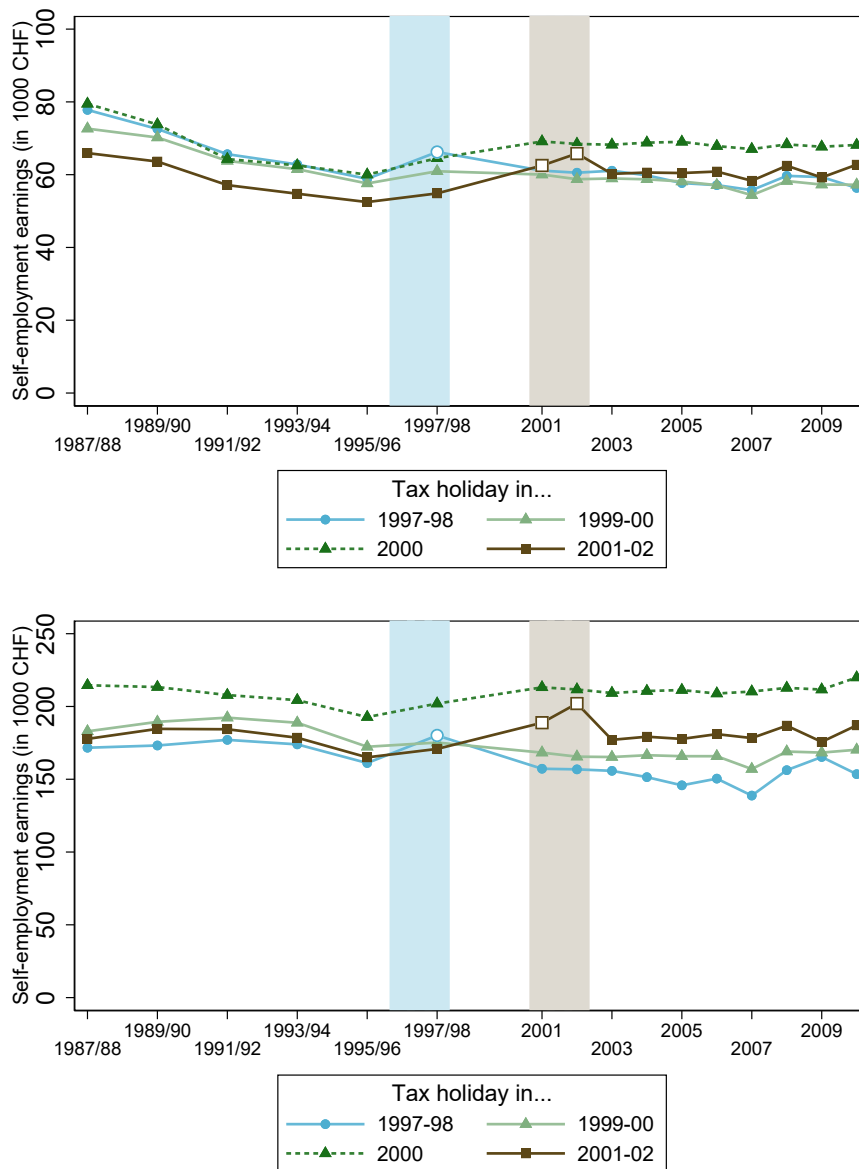 Self-employment earnings (in 1000 CHF)
100
80
60
40
20
0
1989/90 1993/94 1997/98 2001 2005 2009
1987/88 1991/92 1995/96 2003 2007
Tax holiday in...
1997-98 1999-00
2000 2001-02
Self-employment earnings (in 1000 CHF)
250
200
150
100
50
0
1989/90 1993/94 1997/98 2001 2005 2009
1987/88 1991/92 1995/96 2003 2007
Tax holiday in...
1997-98 1999-00
2000 2001-02